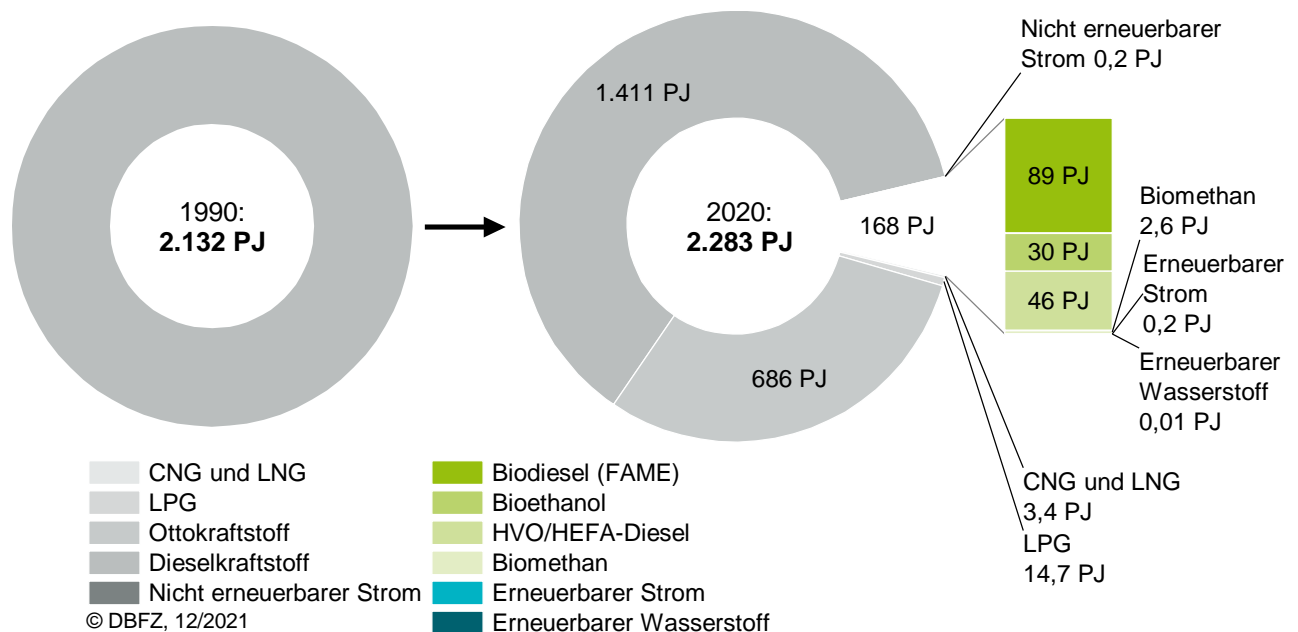 1990:
2.132 PJ
1.411 PJ
2020:
2.283 PJ
168 PJ
686 PJ
Nicht erneuerbarer
Strom 0,2 PJ
89 PJ
30 PJ
46 PJ
Biomethan
2,6 PJ
Erneuerbarer
Strom
0,2 PJ
Erneuerbarer
Wasserstoff
0,01 PJ
CNG und LNG
3,4 PJ
LPG
14,7 PJ
CNG und LNG
LPG
Ottokraftstoff
Dieselkraftstoff
Nicht erneuerbarer Strom
Biodiesel (FAME)
Bioethanol
HVO/HEFA-Diesel
Biomethan
Erneuerbarer Strom
Erneuerbarer Wasserstoff
© DBFZ, 12/2021